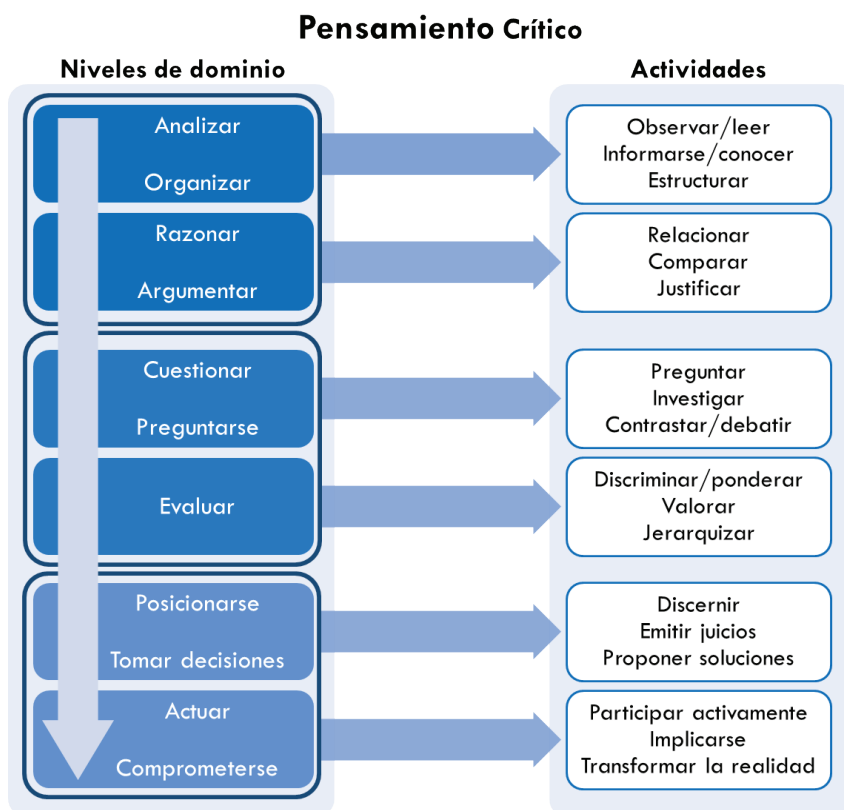 Pensamiento Crítico
Niveles de dominio
Actividades
Analizar
Organizar
Observar/leer
Informarse/conocer
Estructurar
Razonar
Argumentar
Relacionar
Comparar
Justificar
Cuestionar
Preguntarse
Preguntar
Investigar
Contrastar/debatir
Evaluar
Discriminar/ponderar
Valorar
Jerarquizar
Posicionarse
Tomar decisiones
Discernir
Emitir juicios
Proponer soluciones
Actuar
Comprometerse
Participar activamente
Implicarse
Transformar la realidad